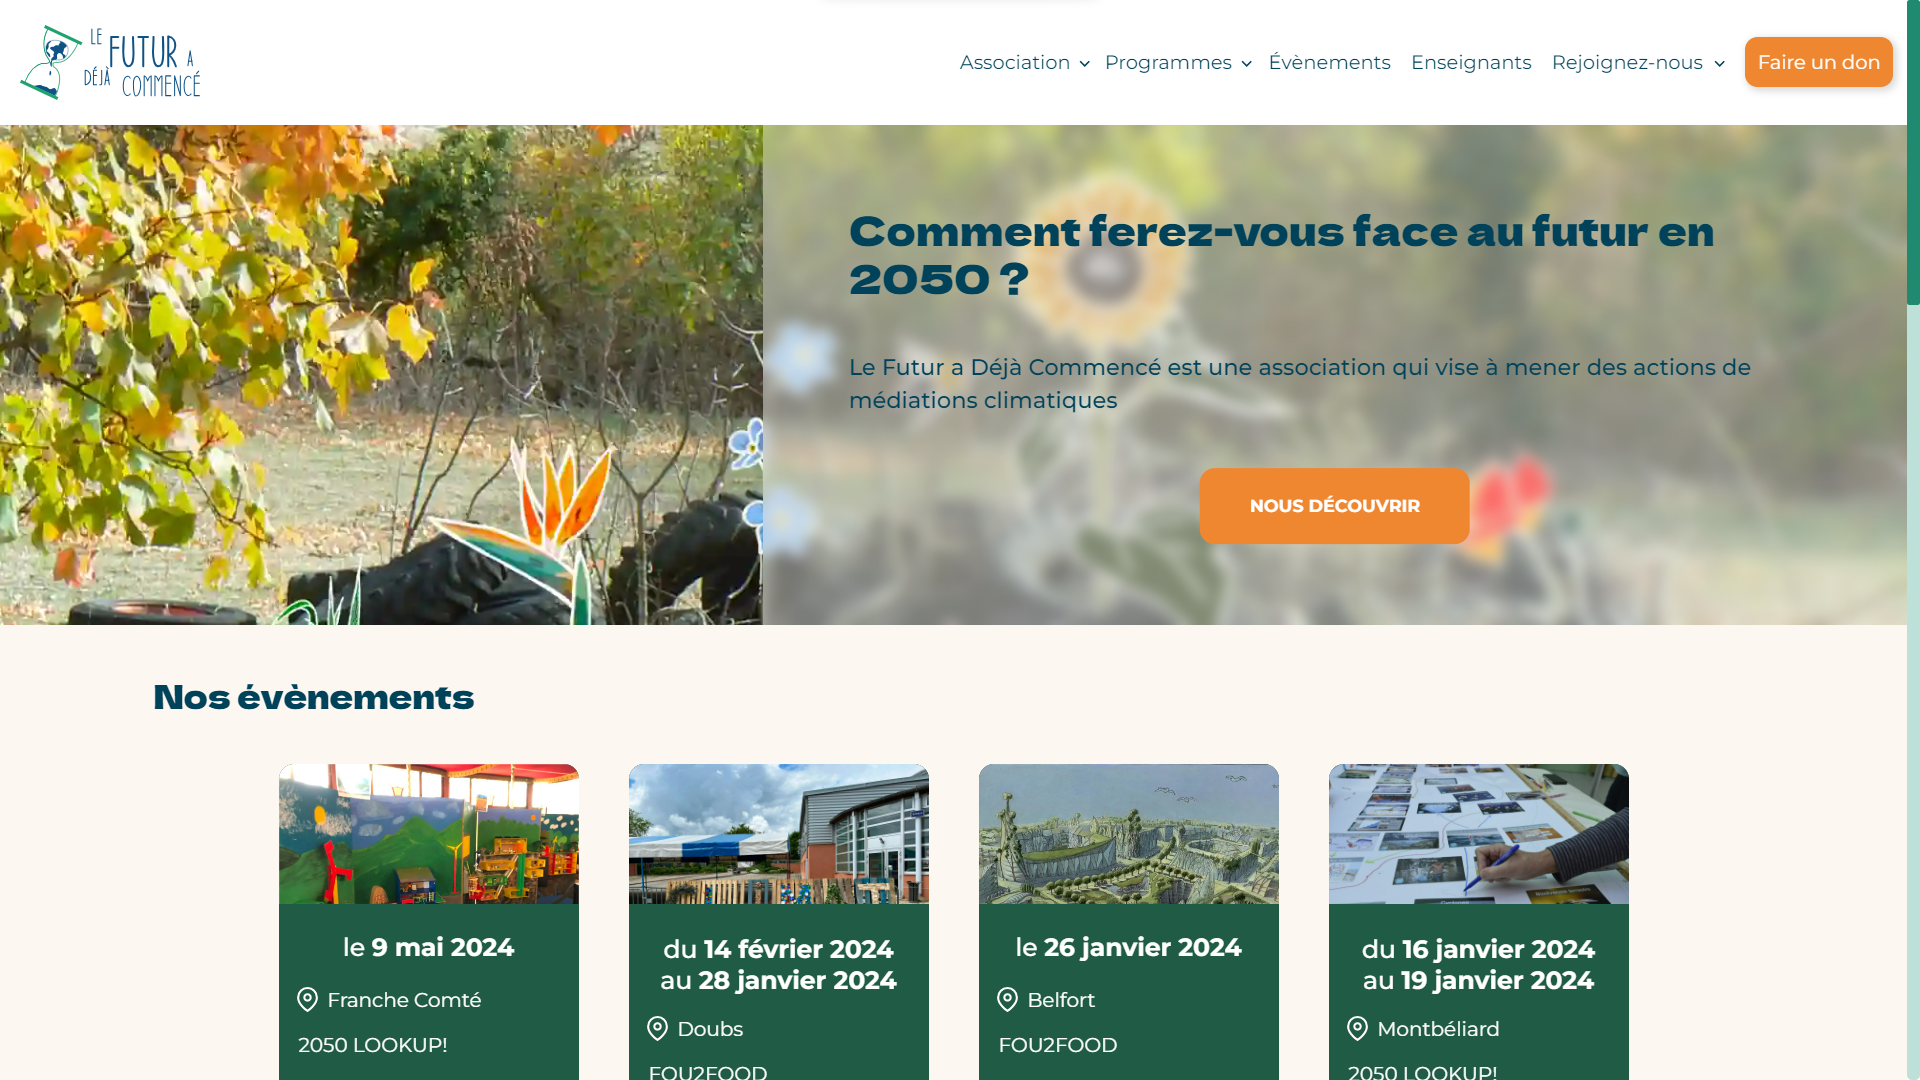 LE FUTUR A
DÉJÀ COMMENCÉ
Association
Programmes
Évènements
Enseignants
Rejoignez-nous
Faire un don
Comment ferez-vous face au futur en
2050 ?
Le Futur a Déjà Commencé est une association qui vise à mener des actions de
médiations climatiques
NOUS DÉCOUVRIR
Nos évènements
le 9 mai 2024
Franche Comté
2050 LOOKUP!
du 14 février 2024
au 28 janvier 2024
Doubs
FOU2FOOD
le 26 janvier 2024
Belfort
FOU2FOOD
du 16 janvier 2024
au 19 janvier 2024
Montbéliard
2050 LOOKUP!